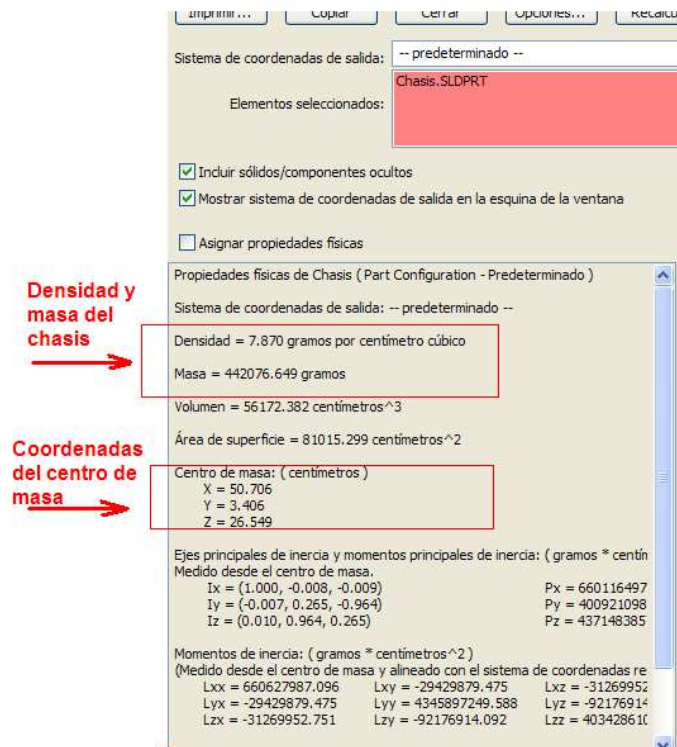 Imprimir... Copiar Cerrar Opciones...
Sistema de coordenadas de salida: -- predeterminado --
Elementos seleccionados: Chasis.SLDPRT
Incluir sólidos/componentes ocultos
Mostrar sistema de coordenadas de salida en la esquina de la ventana
Asignar propiedades físicas
Densidad y
masa del
chasis
Propiedades físicas de Chasis ( Part Configuration - Predeterminado )
Sistema de coordenadas de salida: -- predeterminado --
Densidad = 7.870 gramos por centímetro cúbico
Masa = 442076.649 gramos
Volumen = 56172.382 centímetros^3
Área de superficie = 81015.299 centímetros^2
Coordenadas
del centro de
masa
Centro de masa: ( centímetros )
X = 50.706
Y = 3.406
Z = 26.549
Ejes principales de inercia y momentos principales de inercia: ( gramos * centím
Medido desde el centro de masa.
Ix = (1.000, -0.008, -0.009) Px = 660116497
Iy = (-0.007, 0.265, -0.964) Py = 400921098
Iz = (0.010, 0.964, 0.265) Pz = 437148385
Momentos de inercia: ( gramos * centímetros^2 )
(Medido desde el centro de masa y alineado con el sistema de coordenadas re
Lxx = 660627987.096 Lxy = -29429879.475 Lxz = -31269952
Lyx = -29429879.475 Lyy = 4345897249.588 Lyz = -92176914
Lzx = -31269952.751 Lzy = -92176914.092 Lzz = 403428610